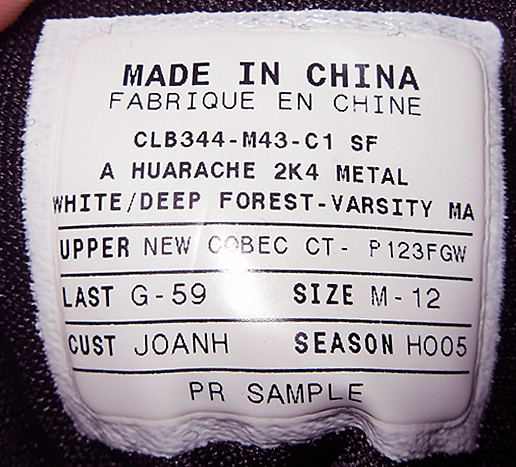 MADE IN CHINA
FABRIQUE EN CHINE
CLB344-M43-C1 SF
A HUARACHE 2K4 METAL
WHITE/DEEP FOREST-VARSITY MA
UPPER NEW COBEC CT- P123FGW
LAST G-59 SIZE M-12
CUST JOANH SEASON HO05
PR SAMPLE